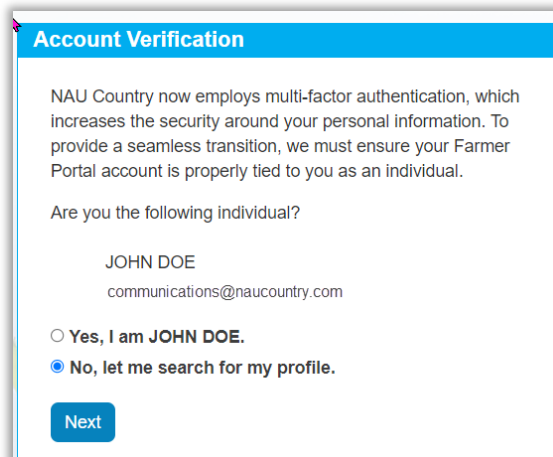 Account Verification
NAU Country now employs multi-factor authentication, which
increases the security around your personal information. To
provide a seamless transition, we must ensure your Farmer
Portal account is properly tied to you as an individual.
Are you the following individual?
JOHN DOE
communications@naucountry.com
Yes, I am JOHN DOE.
No, let me search for my profile.
Next